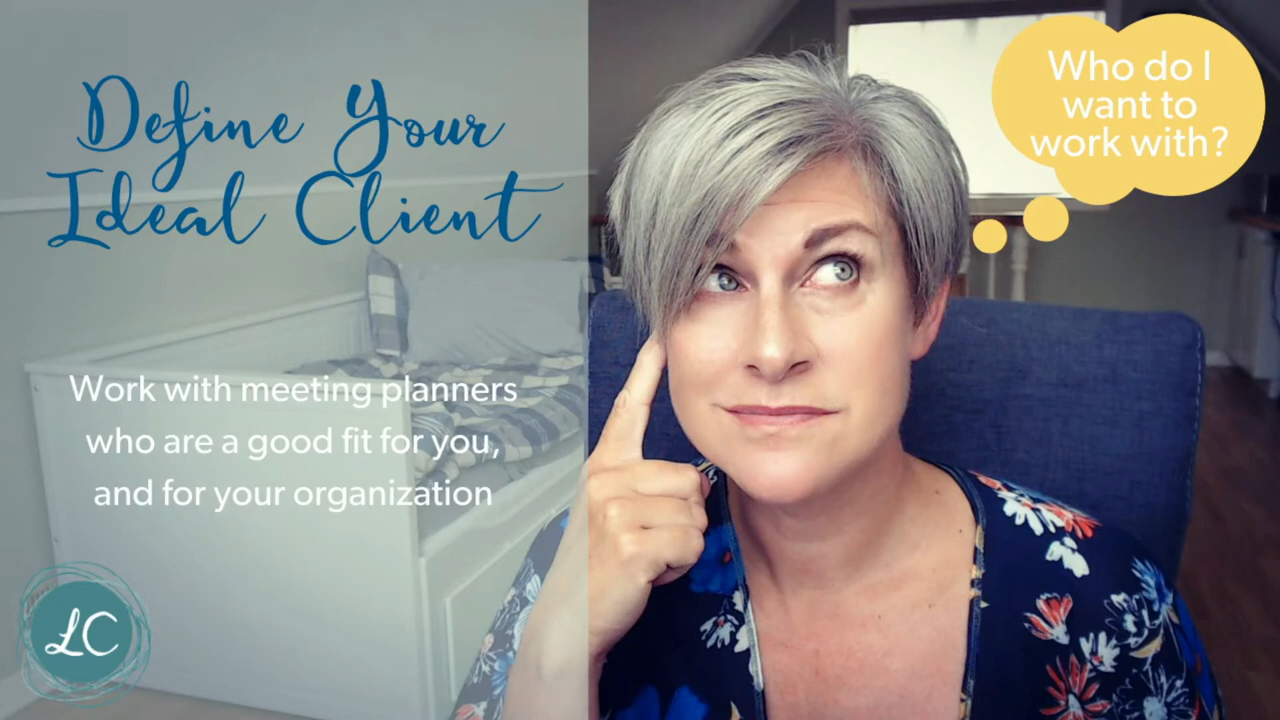 Define Your
Ideal Client
Work with meeting planners
who are a good fit for you,
and for your organization
LC
Who do I
want to
work with?